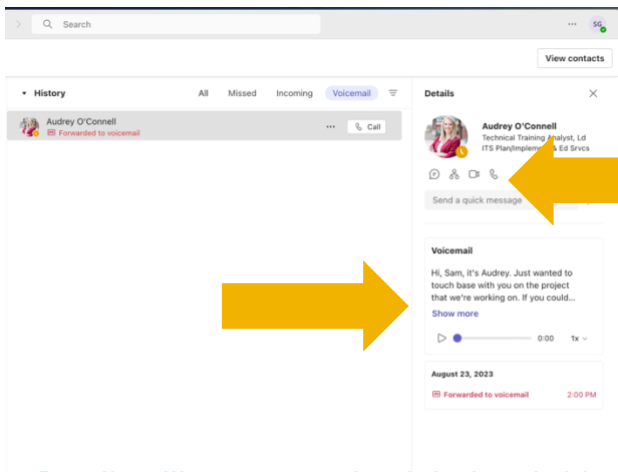 Search
SG
View contacts
History
All Missed Incoming Voicemail
Audrey O'Connell
Forwarded to voicemail
Call
Details
Audrey O'Connell
Technical Training Analyst, Ld
ITS Plan/Implement & Ed Srvcs
Send a quick message
Voicemail
Hi, Sam, it's Audrey. Just wanted to
touch base with you on the project
that we're working on. If you could...
Show more
0:00 1x
August 23, 2023
Forwarded to voicemail 2:00 PM